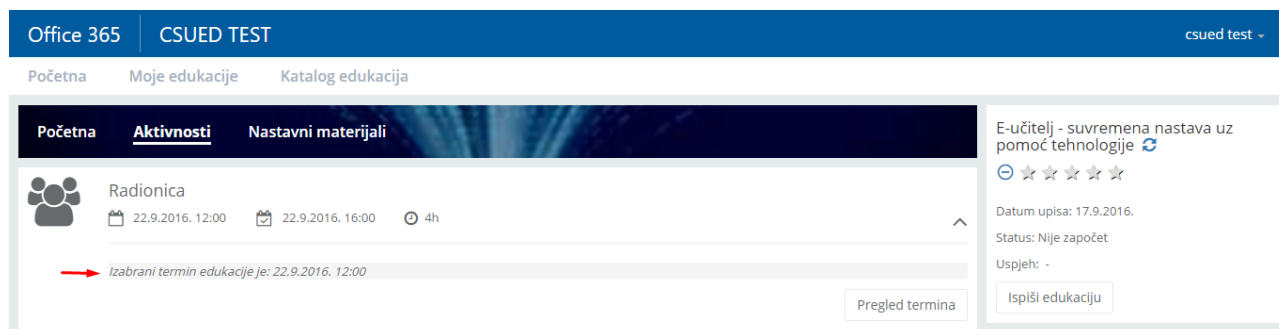 Office 365 CSUED TEST csued test
Početna Moje edukacije Katalog edukacija
Početna Aktivnosti Nastavni materijali
Radionica
22.9.2016. 12:00 22.9.2016. 16:00 4h
Izabrani termin edukacije je: 22.9.2016. 12:00
Pregled termina
E-učitelj - suvremena nastava uz
pomoć tehnologije
Datum upisa: 17.9.2016.
Status: Nije započet
Uspjeh: -
Ispiši edukaciju